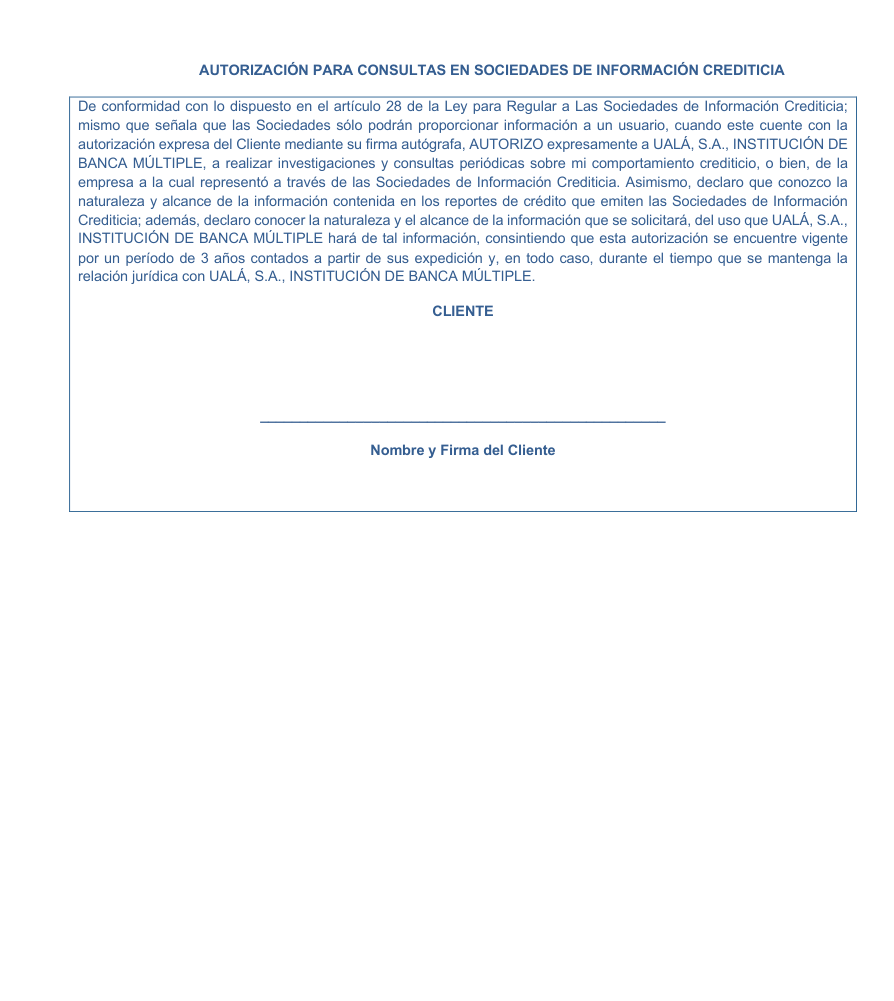 AUTORIZACIÓN PARA CONSULTAS EN SOCIEDADES DE INFORMACIÓN CREDITICIA
De conformidad con lo dispuesto en el artículo 28 de la Ley para Regular a Las Sociedades de Información Crediticia;
mismo que señala que las Sociedades sólo podrán proporcionar información a un usuario, cuando este cuente con la
autorización expresa del Cliente mediante su firma autógrafa, AUTORIZO expresamente a UALÁ, S.A., INSTITUCIÓN DE
BANCA MÚLTIPLE, a realizar investigaciones y consultas periódicas sobre mi comportamiento crediticio, o bien, de la
empresa a la cual representó a través de las Sociedades de Información Crediticia. Asimismo, declaro que conozco la
naturaleza y alcance de la información contenida en los reportes de crédito que emiten las Sociedades de Información
Crediticia; además, declaro conocer la naturaleza y el alcance de la información que se solicitará, del uso que UALÁ, S.A.,
INSTITUCIÓN DE BANCA MÚLTIPLE hará de tal información, consintiendo que esta autorización se encuentre vigente
por un período de 3 años contados a partir de sus expedición y, en todo caso, durante el tiempo que se mantenga la
relación jurídica con UALÁ, S.A., INSTITUCIÓN DE BANCA MÚLTIPLE.
CLIENTE
Nombre y Firma del Cliente